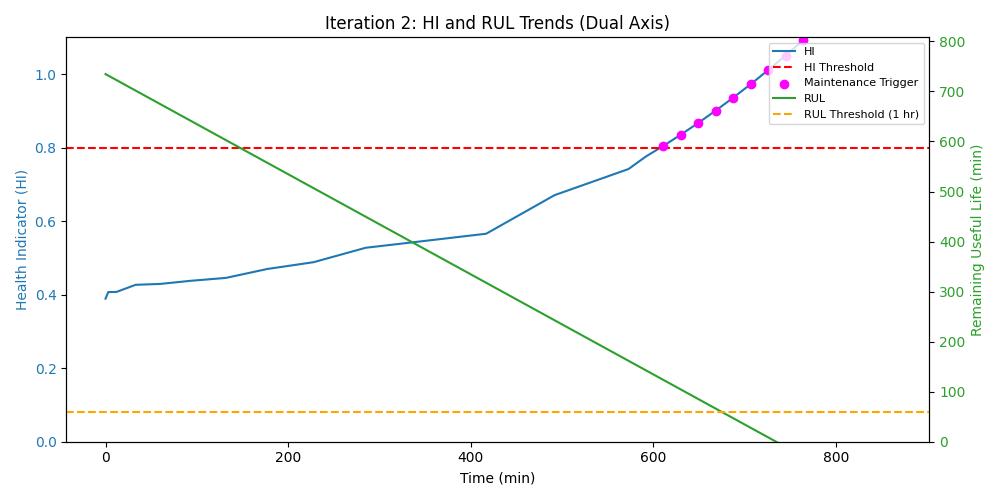 Iteration 2: HI and RUL Trends (Dual Axis)
Health Indicator (HI)
1.0
0.8
0.6
0.4
0.2
0.0
HI
HI Threshold
Maintenance Trigger
RUL
RUL Threshold (1 hr)
800
700
600
500
400
300
200
100
0
Remaining Useful Life (min)
0 200 400 600 800
Time (min)